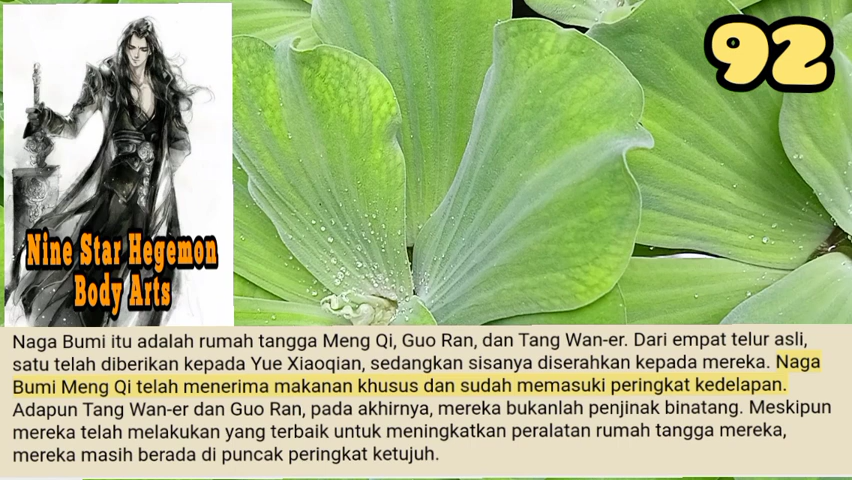 92
Nine Star Hegemon
Body Arts
Naga Bumi itu adalah rumah tangga Meng Qi, Guo Ran, dan Tang Wan-er. Dari empat telur asli,
satu telah diberikan kepada Yue Xiaoqian, sedangkan sisanya diserahkan kepada mereka. Naga
Bumi Meng Qi telah menerima makanan khusus dan sudah memasuki peringkat kedelapan.
Adapun Tang Wan-er dan Guo Ran, pada akhirnya, mereka bukanlah penjinak binatang. Meskipun
mereka telah melakukan yang terbaik untuk meningkatkan peralatan rumah tangga mereka,
mereka masih berada di puncak peringkat ketujuh.